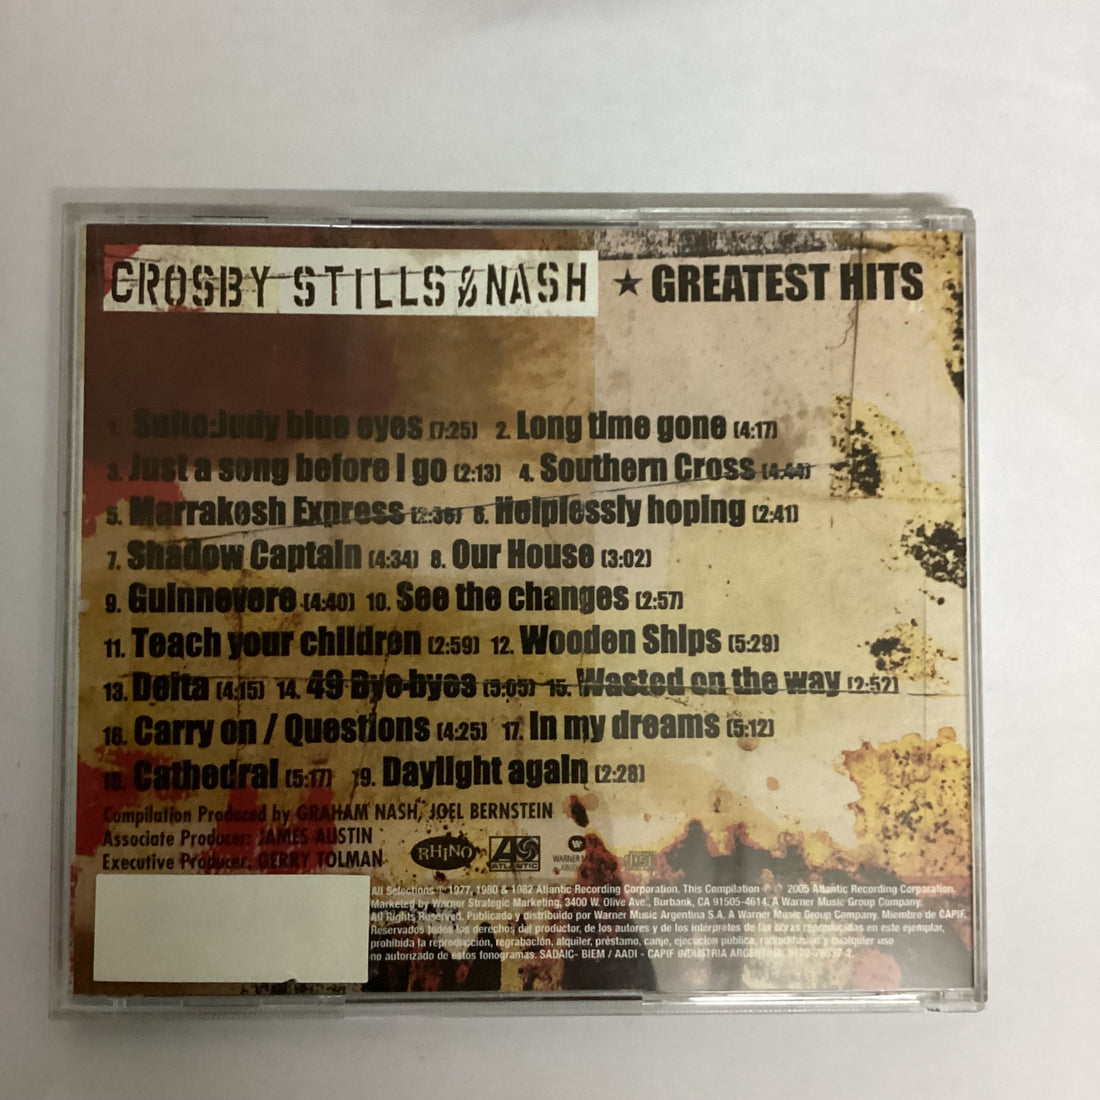 CROSBY STILLS & NASH ★ GREATEST HITS
1. Suite:Judy blue eyes (7:25) 2. Long time gone (4:17)
3. Just a song before I go (2:13) 4. Southern Cross (4:40)
5. Marrakesh Express (2:36) 6. Helplessly hoping (2:41)
7. Shadow Captain (4:34) 8. Our House (3:02)
9. Guinnevere (4:40) 10. See the changes (2:57)
11. Teach your children (2:59) 12. Wooden Ships (5:29)
13. Delta (4:15) 14. 49 Bye-byes (5:05) 15. Wasted on the way (2:52)
16. Carry on / Questions (4:25) 17. In my dreams (5:12)
18. Cathedral (5:17) 19. Daylight again (2:28)
Compilation Produced by GRAHAM NASH, JOEL BERNSTEIN
Associate Producer: JAMES AUSTIN
Executive Producer: GERRY TOLMAN
RHINO ATLANTIC WARNER
All Selections ℗ 1977, 1980 & 1982 Atlantic Recording Corporation. This Compilation ℗ © 2005 Atlantic Recording Corporation.
Marketed by Warner Strategic Marketing, 3400 W. Olive Ave., Burbank, CA 91505-4614. A Warner Music Group Company.
All Rights Reserved. Publicado y distribuido por Warner Music Argentina S.A. A Warner Music Group Company. Miembro de CAPIF.
Reservados todos los derechos del productor, de los autores y de los intérpretes de las obras reproducidas en este ejemplar,
prohibida la reproducción, regrabación, alquiler, préstamo, canje, ejecución publica, radiodifusión y cualquier uso
no autorizado de estos fonogramas. SADAIC- BIEM / AADI - CAPIF INDUSTRIA ARGENTINA.